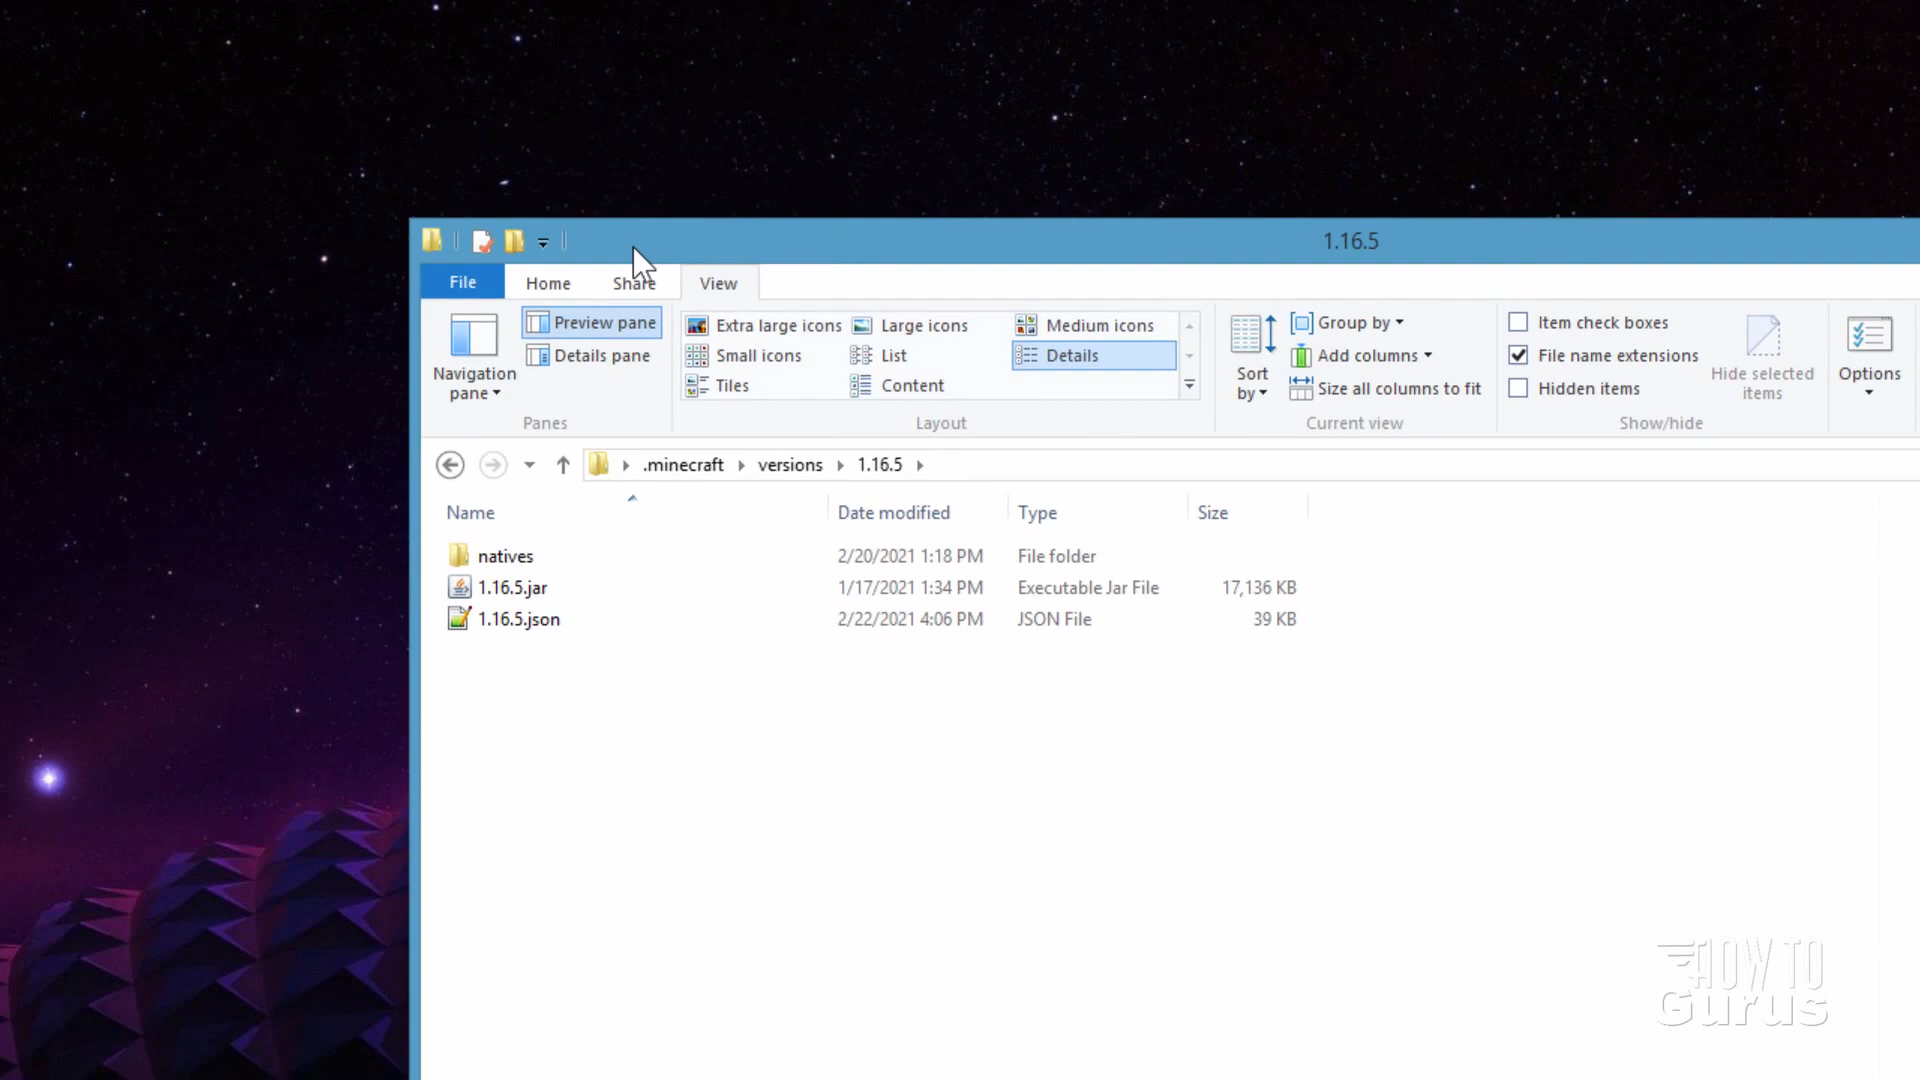 1.16.5
File Home Share View
Navigation pane
Preview pane
Details pane
Panes
Extra large icons Large icons Medium icons
Small icons List Details
Tiles Content
Layout
Sort by
Group by
Add columns
Size all columns to fit
Current view
Item check boxes
File name extensions
Hidden items
Hide selected items
Show/hide
Options
.minecraft versions 1.16.5
Name Date modified Type Size
natives 2/20/2021 1:18 PM File folder
1.16.5.jar 1/17/2021 1:34 PM Executable Jar File 17,136 KB
1.16.5.json 2/22/2021 4:06 PM JSON File 39 KB
HOW TO
Gurus